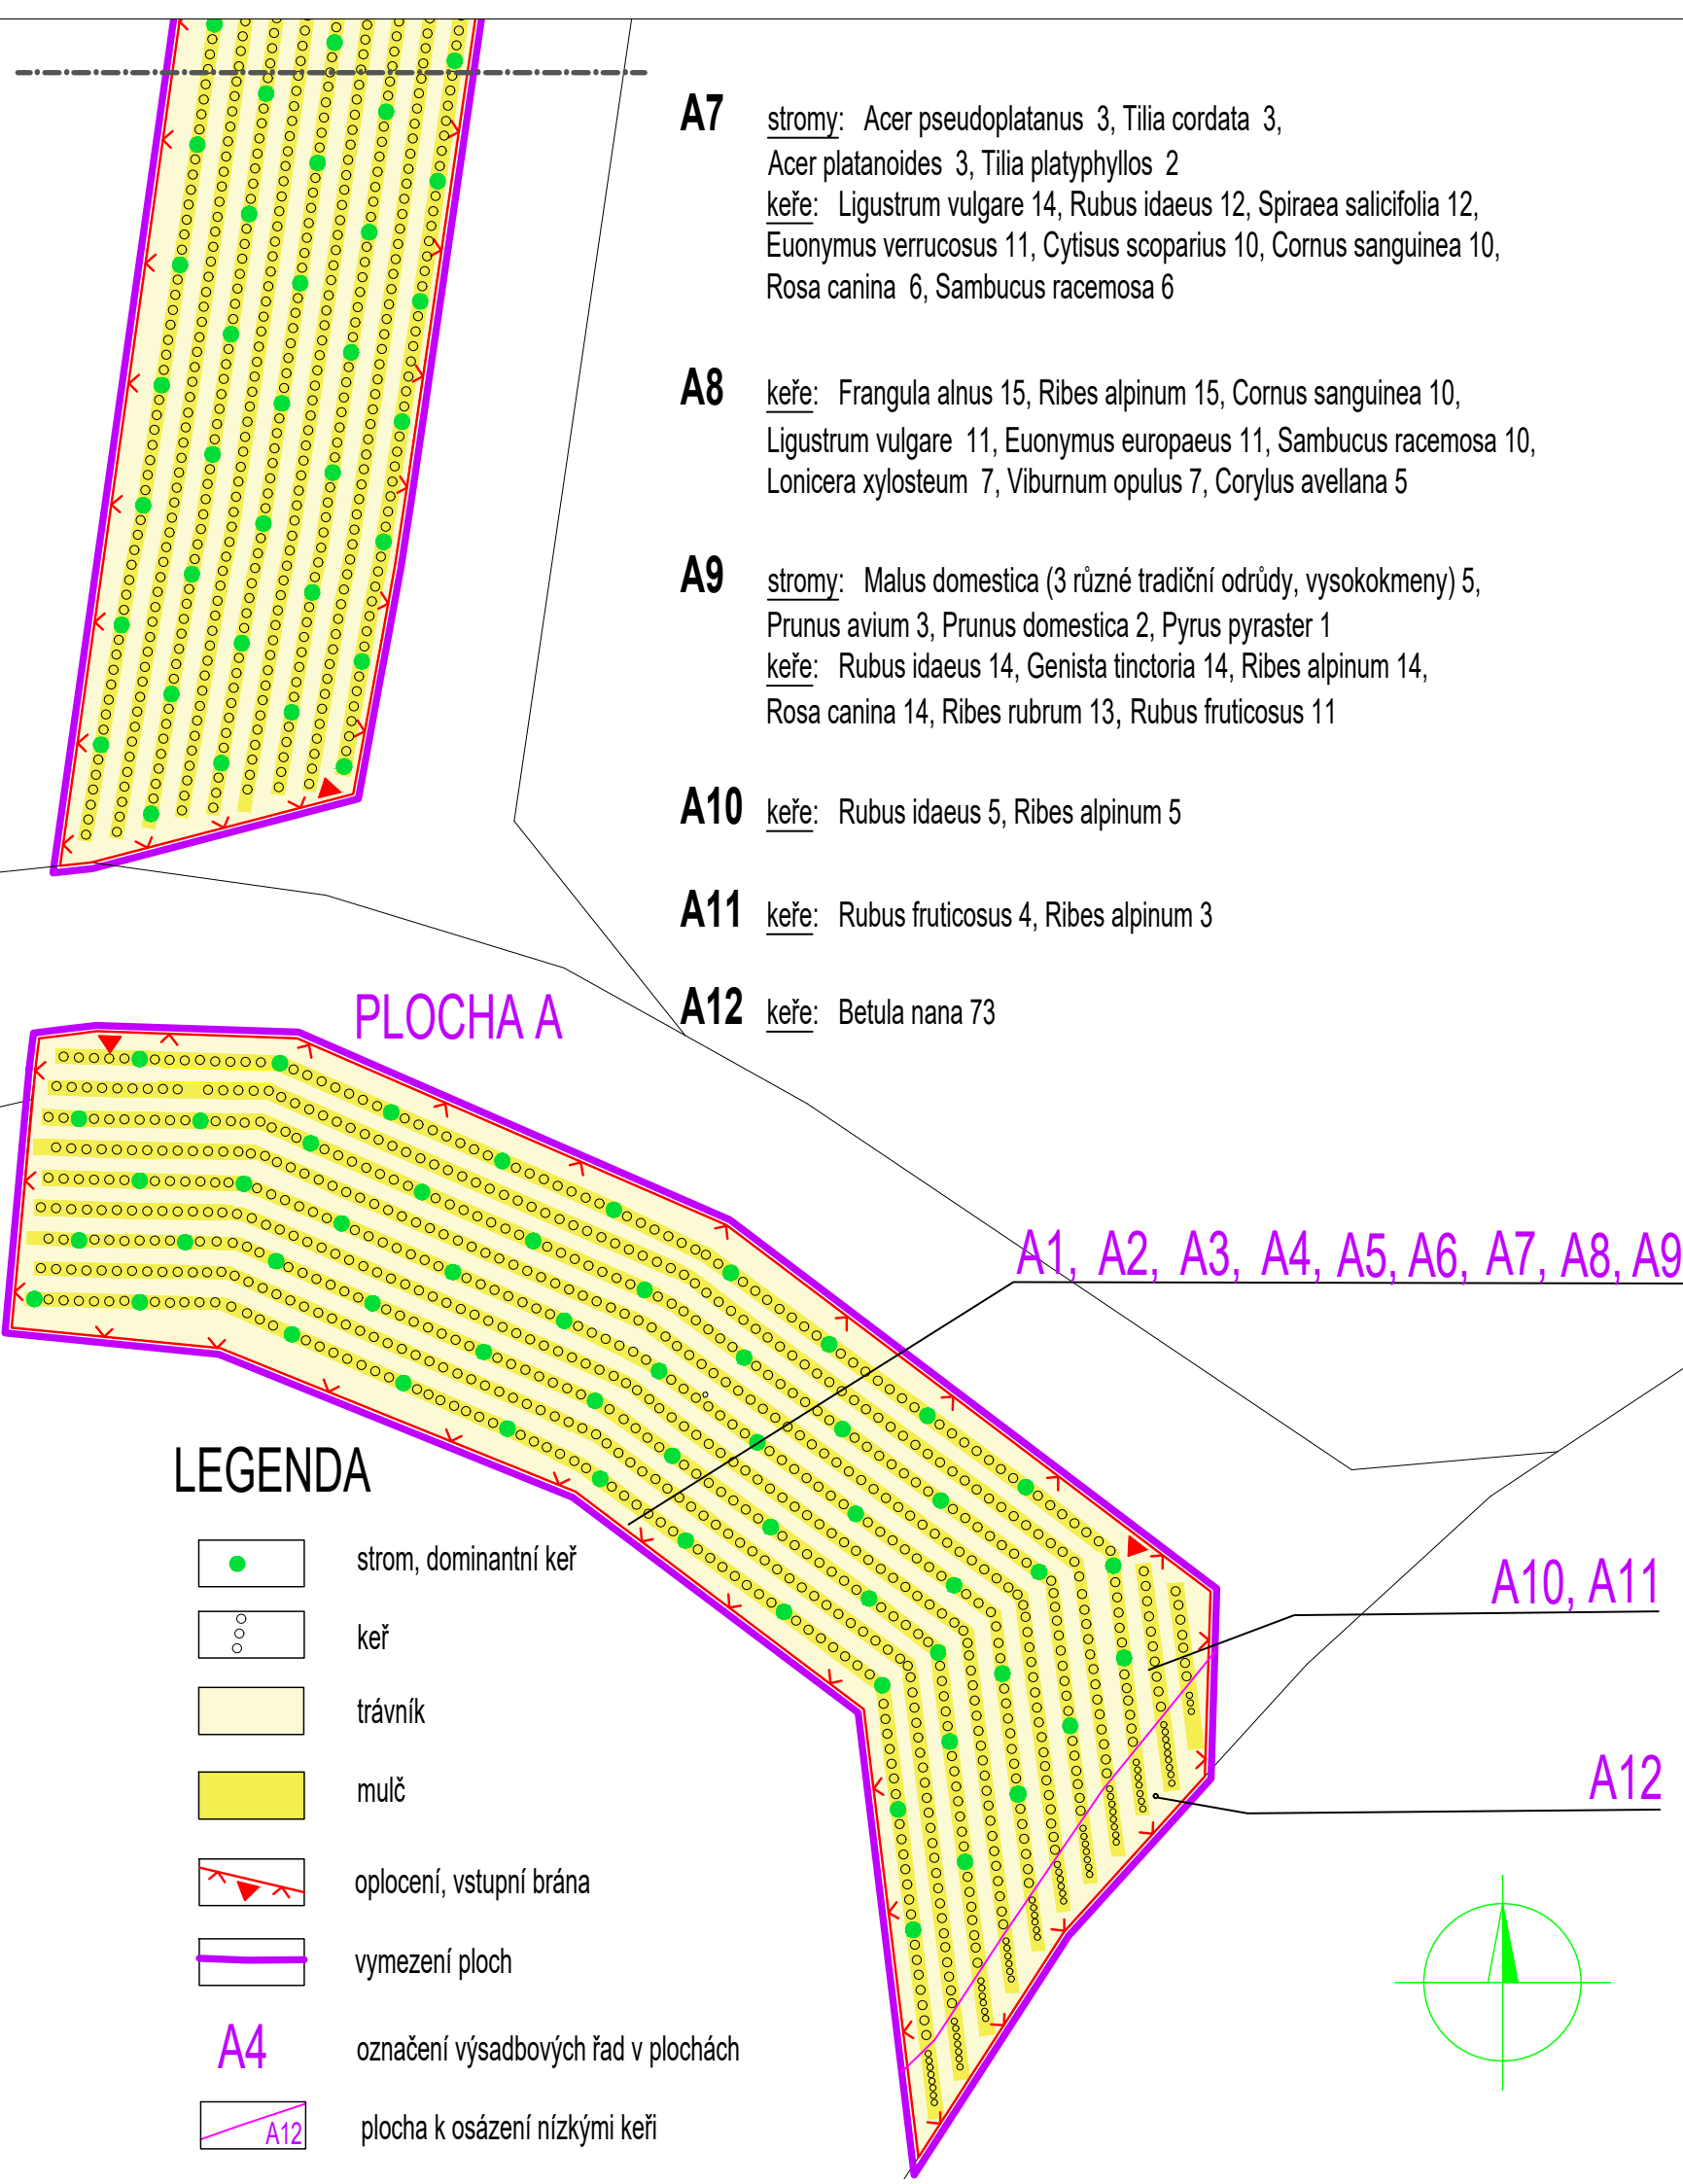 A7 stromy: Acer pseudoplatanus 3, Tilia cordata 3,
Acer platanoides 3, Tilia platyphyllos 2
keře: Ligustrum vulgare 14, Rubus idaeus 12, Spiraea salicifolia 12,
Euonymus verrucosus 11, Cytisus scoparius 10, Cornus sanguinea 10,
Rosa canina 6, Sambucus racemosa 6
A8 keře: Frangula alnus 15, Ribes alpinum 15, Cornus sanguinea 10,
Ligustrum vulgare 11, Euonymus europaeus 11, Sambucus racemosa 10,
Lonicera xylosteum 7, Viburnum opulus 7, Corylus avellana 5
A9 stromy: Malus domestica (3 různé tradiční odrůdy, vysokokmeny) 5,
Prunus avium 3, Prunus domestica 2, Pyrus pyraster 1
keře: Rubus idaeus 14, Genista tinctoria 14, Ribes alpinum 14,
Rosa canina 14, Ribes rubrum 13, Rubus fruticosus 11
A10 keře: Rubus idaeus 5, Ribes alpinum 5
A11 keře: Rubus fruticosus 4, Ribes alpinum 3
A12 keře: Betula nana 73
PLOCHA A
A1, A2, A3, A4, A5, A6, A7, A8, A9
A10, A11
A12
LEGENDA
strom, dominantní keř
keř
trávník
mulč
oplocení, vstupní brána
vymezení ploch
A4 označení výsadbových řad v plochách
A12 plocha k osázení nízkými keři